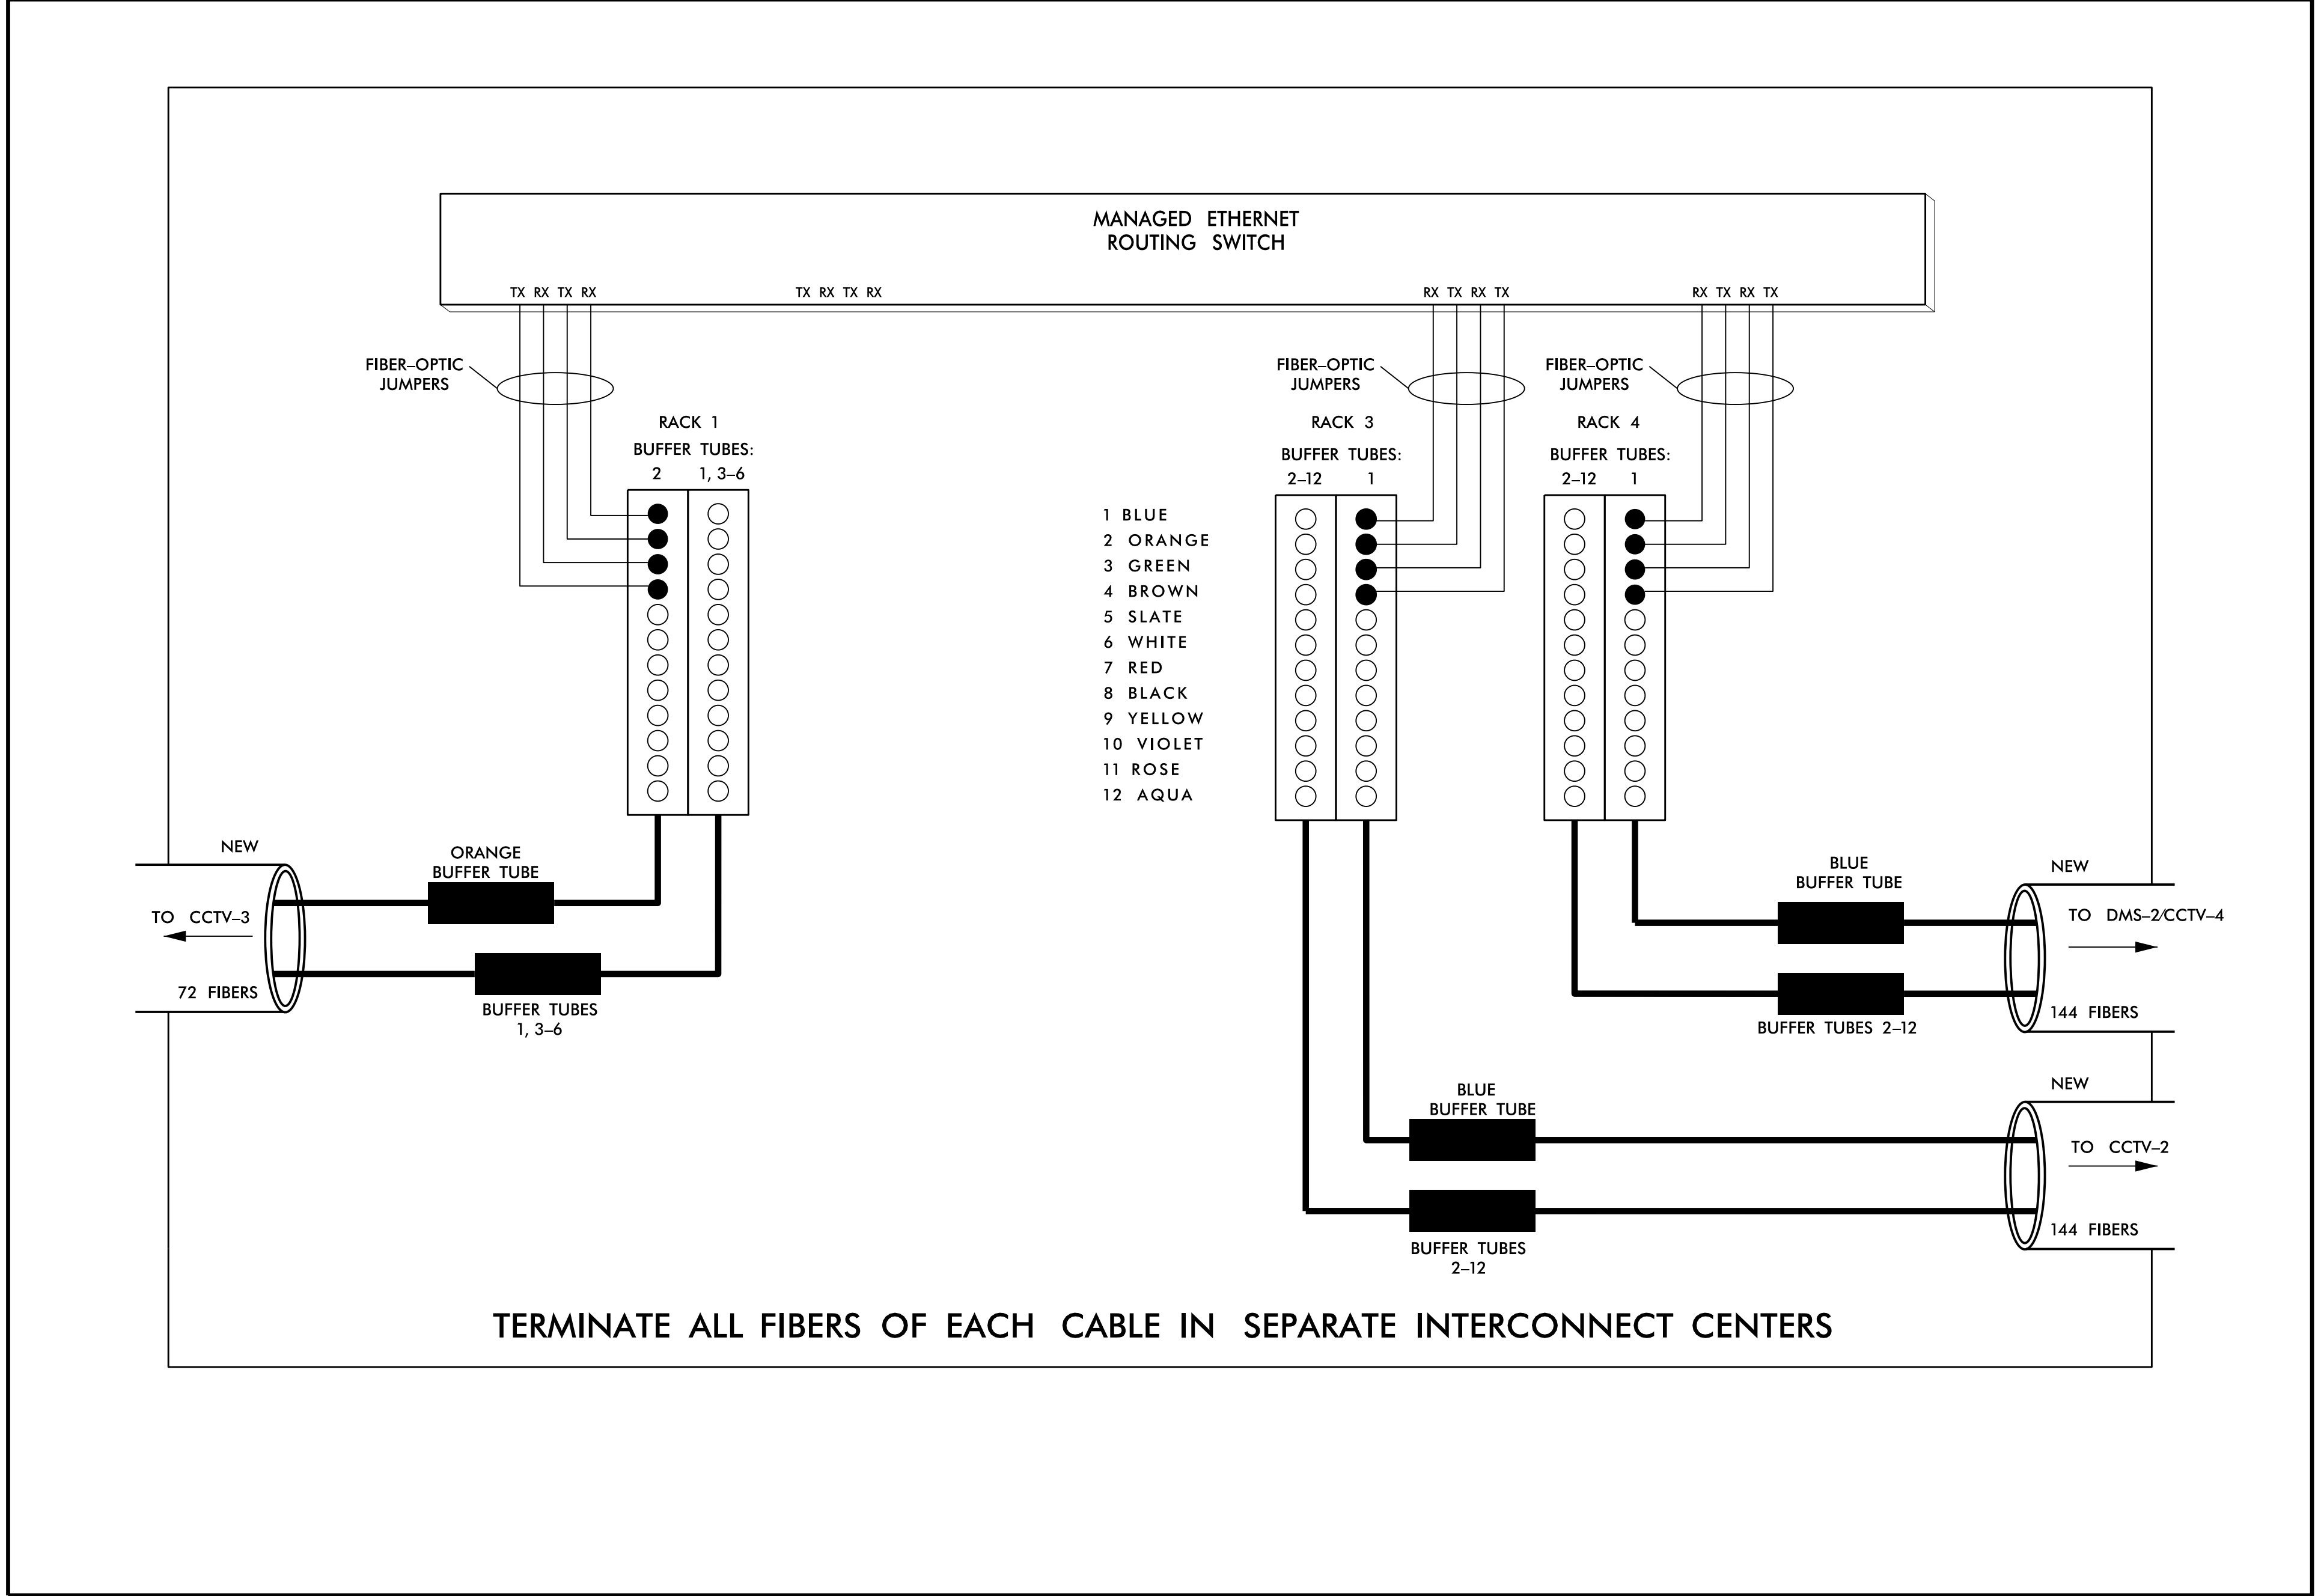 MANAGED ETHERNET
ROUTING SWITCH
TX RX TX RX
TX RX TX RX
RX TX RX TX
RX TX RX TX
FIBER–OPTIC
JUMPERS
FIBER–OPTIC
JUMPERS
FIBER–OPTIC
JUMPERS
RACK 1
BUFFER TUBES:
2 1, 3–6
RACK 3
BUFFER TUBES:
2–12 1
RACK 4
BUFFER TUBES:
2–12 1
1 BLUE
2 ORANGE
3 GREEN
4 BROWN
5 SLATE
6 WHITE
7 RED
8 BLACK
9 YELLOW
10 VIOLET
11 ROSE
12 AQUA
NEW
TO CCTV–3
72 FIBERS
ORANGE
BUFFER TUBE
BUFFER TUBES
1, 3–6
BLUE
BUFFER TUBE
BUFFER TUBES 2–12
NEW
TO DMS–2/CCTV–4
144 FIBERS
BLUE
BUFFER TUBE
BUFFER TUBES
2–12
NEW
TO CCTV–2
144 FIBERS
TERMINATE ALL FIBERS OF EACH CABLE IN SEPARATE INTERCONNECT CENTERS